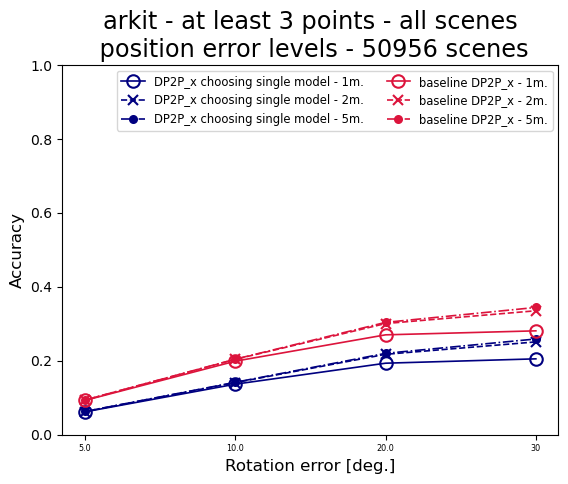 arkit - at least 3 points - all scenes
position error levels - 50956 scenes
DP2P_x choosing single model - 1m.
DP2P_x choosing single model - 2m.
DP2P_x choosing single model - 5m.
baseline DP2P_x - 1m.
baseline DP2P_x - 2m.
baseline DP2P_x - 5m.
Accuracy
1.0
0.8
0.6
0.4
0.2
0.0
5.0
10.0
20.0
30
Rotation error [deg.]